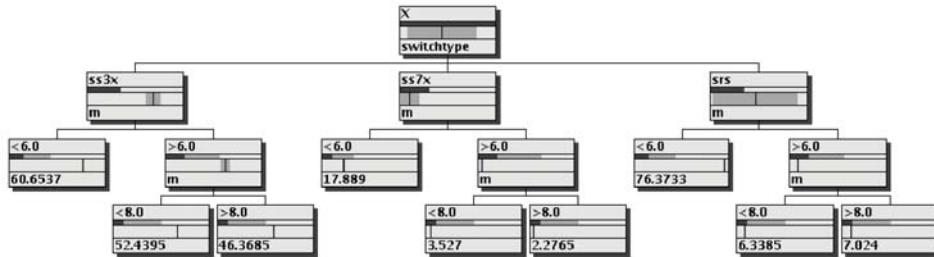 X
switchtype
ss3x
m
ss7x
m
srs
m
<6.0
60.6537
>6.0
m
<6.0
17.889
>6.0
m
<6.0
76.3733
>6.0
m
<8.0
52.4395
>8.0
46.3685
<8.0
3.527
>8.0
2.2765
<8.0
6.3385
>8.0
7.024